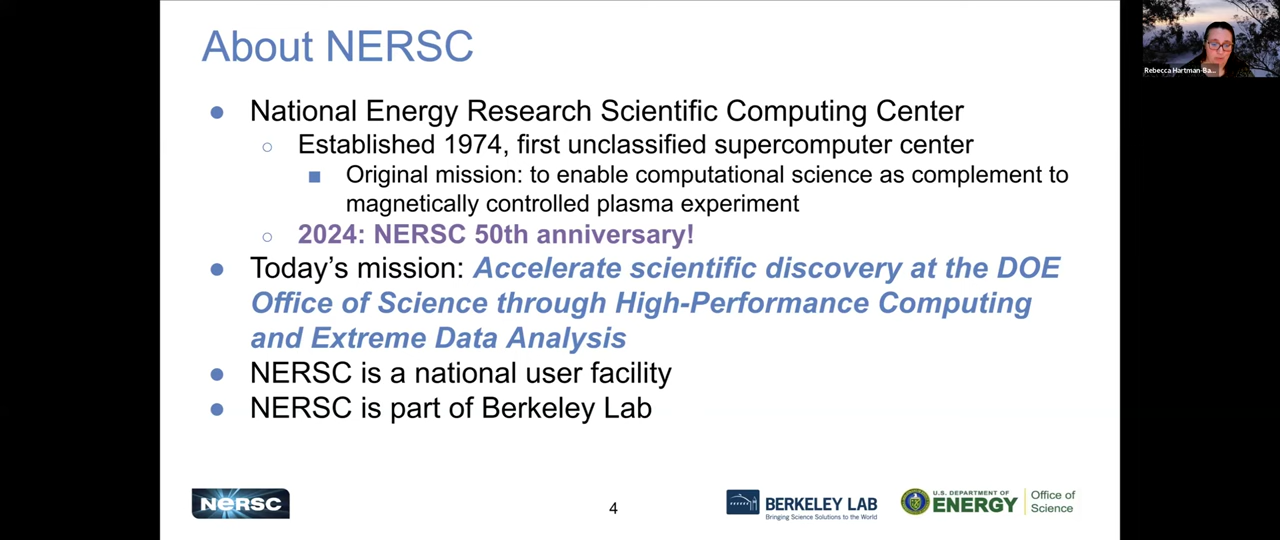 About NERSC
Rebecca Hartman-Ba...
● National Energy Research Scientific Computing Center
○ Established 1974, first unclassified supercomputer center
■ Original mission: to enable computational science as complement to
magnetically controlled plasma experiment
○ 2024: NERSC 50th anniversary!
● Today’s mission: Accelerate scientific discovery at the DOE
Office of Science through High-Performance Computing
and Extreme Data Analysis
● NERSC is a national user facility
● NERSC is part of Berkeley Lab
NERSC
4
BERKELEY LAB
Bringing Science Solutions to the World
U.S. DEPARTMENT OF
ENERGY
Office of
Science